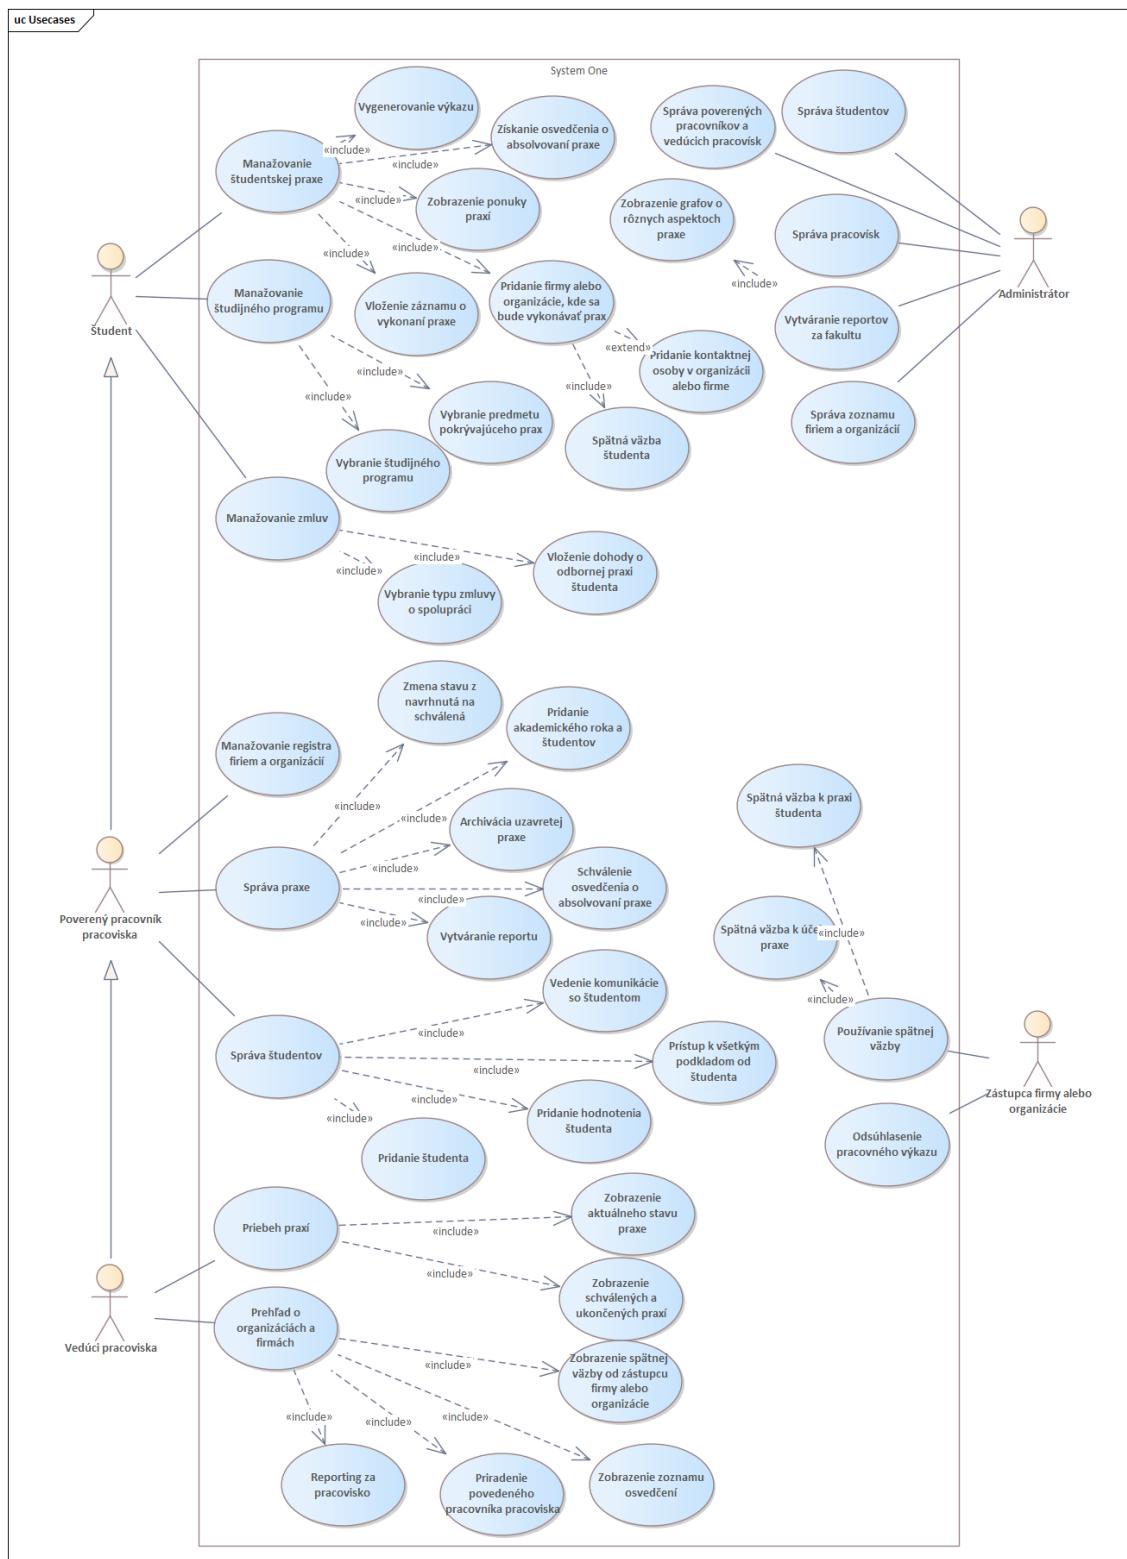 uc Usecases
System One
Vygenerovanie výkazu
Získanie osvedčenia o
absolvovaní praxe
Správa poverených
pracovníkov a
vedúcich pracovísk
Správa študentov
Manažovanie
študentskej praxe
«include»
«include»
«include»
Zobrazenie ponuky
praxí
Zobrazenie grafov o
rôznych aspektoch
praxe
Správa pracovísk
«include»
«include»
«include»
Študent
Manažovanie
študijného programu
Vloženie záznamu o
vykonaní praxe
Pridanie firmy alebo
organizácie, kde sa
bude vykonávať prax
Administrátor
Vytváranie reportov
za fakultu
«extend»
Pridanie kontaktnej
osoby v organizácii
alebo firme
«include»
«include»
«include»
Vybranie predmetu
pokrývajúceho prax
Spätná väzba
študenta
Správa zoznamu
firiem a organizácií
Vybranie študijného
programu
Manažovanie zmluv
«include»
«include»
Vloženie dohody o
odbornej praxi
študenta
Vybranie typu zmluvy
o spolupráci
Zmena stavu z
navrhnutá na
schválená
Pridanie
akademického roka a
študentov
Manažovanie registra
firiem a organizácií
«include»
«include»
Spätná väzba k praxi
študenta
Archivácia uzavretej
praxe
«include»
Správa praxe
Schválenie
osvedčenia o
absolvovaní praxe
«include»
«include»
Poverený pracovník
pracoviska
Vytváranie reportu
Spätná väzba k úče
praxe
«include»
«include»
Vedenie komunikácie
so študentom
«include»
Správa študentov
Prístup k všetkým
podkladom od
študenta
«include»
«include»
«include»
Používanie spätnej
väzby
Zástupca firmy alebo
organizácie
Pridanie hodnotenia
študenta
Pridanie študenta
Odsúhlasenie
pracovného výkazu
Priebeh praxí
«include»
«include»
Zobrazenie
aktuálneho stavu
praxe
Zobrazenie
schválených a
ukončených praxí
Vedúci pracoviska
Prehľad o
organizáciách a
firmách
«include»
Zobrazenie spätnej
väzby od zástupcu
firmy alebo
organizácie
«include»
«include»
«include»
Reporting za
pracovisko
Priradenie
povedeného
pracovníka pracoviska
Zobrazenie zoznamu
osvedčení